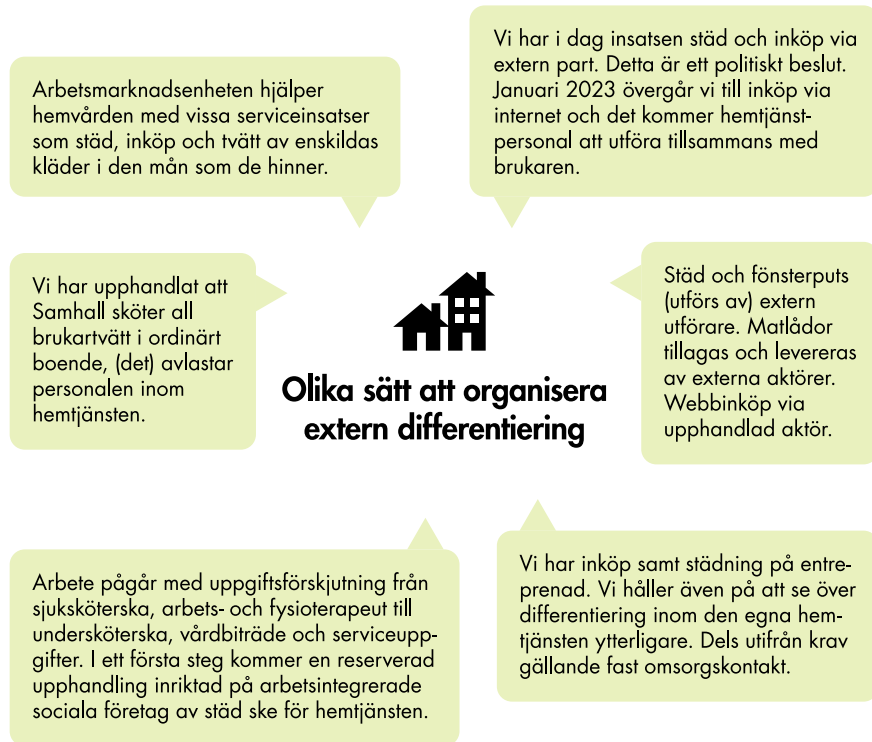 Arbetsmarknadsenheten hjälper
hemvården med vissa serviceinsatser
som städ, inköp och tvätt av enskildas
kläder i den mån som de hinner.
Vi har i dag insatsen städ och inköp via
extern part. Detta är ett politiskt beslut.
Januari 2023 övergår vi till inköp via
internet och det kommer hemtjänst-
personal att utföra tillsammans med
brukaren.
Vi har upphandlat att
Samhall sköter all
brukartvätt i ordinärt
boende, (det) avlastar
personalen inom
hemtjänsten.
Olika sätt att organisera
extern differentiering
Städ och fönsterputs
(utförs av) extern
utförare. Matlådor
tillagas och levereras
av externa aktörer.
Webbinköp via
upphandlad aktör.
Arbete pågår med uppgiftsförskjutning från
sjuksköterska, arbets- och fysioterapeut till
undersköterska, vårdbiträde och serviceupp-
gifter. I ett första steg kommer en reserverad
upphandling inriktad på arbetsintegrerade
sociala företag av städ ske för hemtjänsten.
Vi har inköp samt städning på entre-
prenad. Vi håller även på att se över
differentiering inom den egna hem-
tjänsten ytterligare. Dels utifrån krav
gällande fast omsorgskontakt.